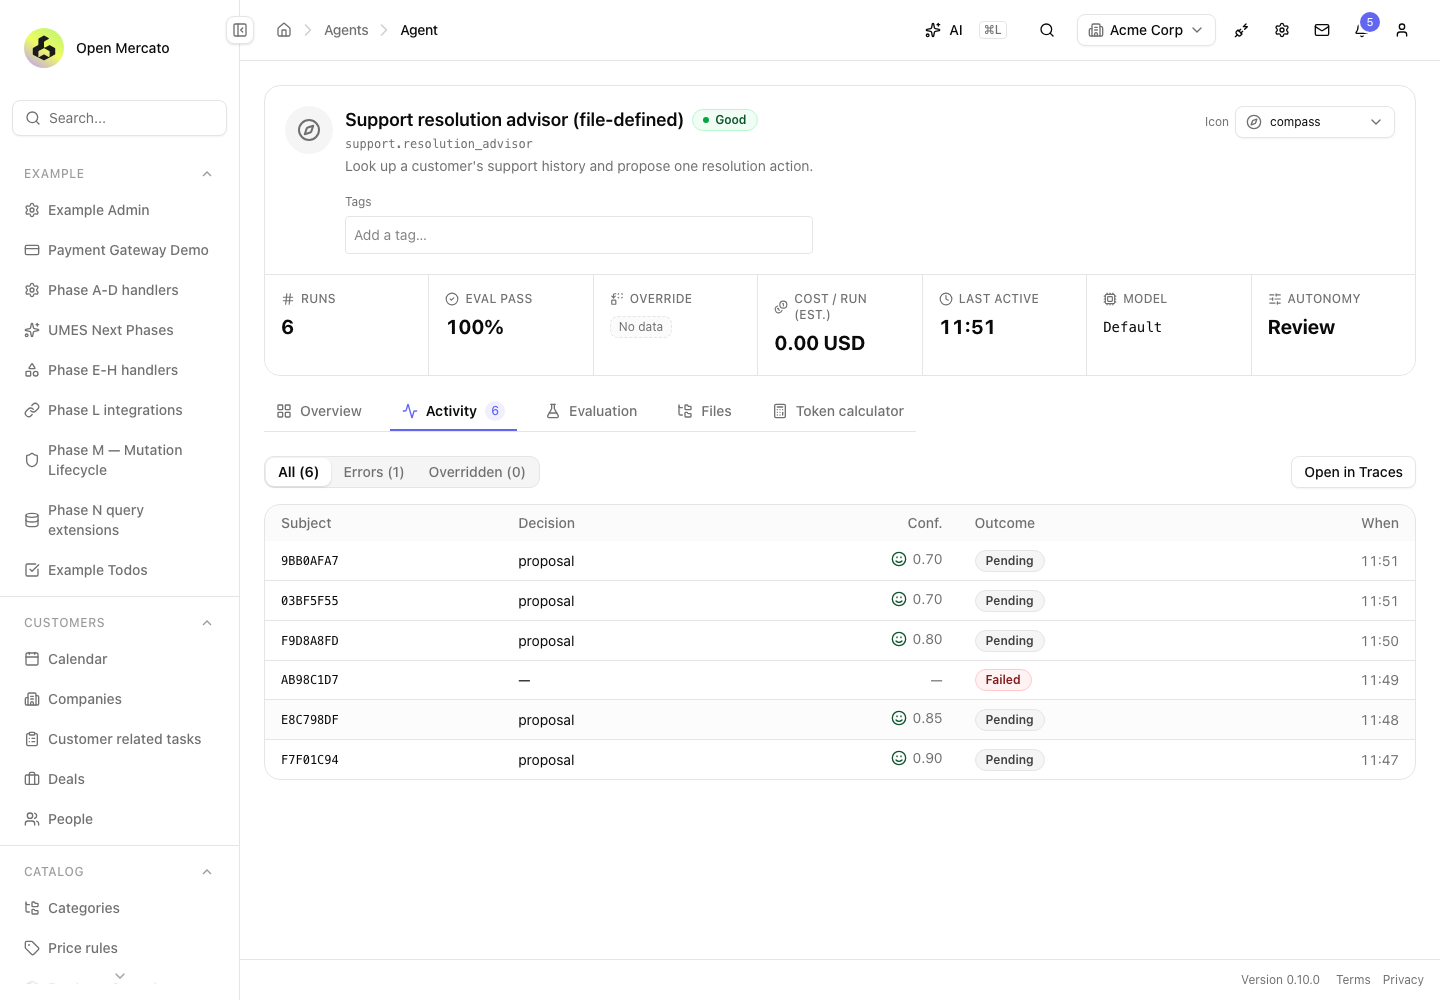 Open Mercato
Search...
EXAMPLE
Example Admin
Payment Gateway Demo
Phase A-D handlers
UMES Next Phases
Phase E-H handlers
Phase L integrations
Phase M — Mutation
Lifecycle
Phase N query
extensions
Example Todos
CUSTOMERS
Calendar
Companies
Customer related tasks
Deals
People
CATALOG
Categories
Price rules
Agents
Agent
AI ⌘L
Acme Corp
5
Support resolution advisor (file-defined)
Good
support.resolution_advisor
Look up a customer's support history and propose one resolution action.
Icon
compass
Tags
Add a tag...
RUNS
6
EVAL PASS
100%
OVERRIDE
No data
COST / RUN
(EST.)
0.00 USD
LAST ACTIVE
11:51
MODEL
Default
AUTONOMY
Review
Overview
Activity 6
Evaluation
Files
Token calculator
All (6)
Errors (1)
Overridden (0)
Open in Traces
Subject Decision Conf. Outcome When
9BB0AFA7 proposal 0.70 Pending 11:51
03BF5F55 proposal 0.70 Pending 11:51
F9D8A8FD proposal 0.80 Pending 11:50
AB98C1D7 — — Failed 11:49
E8C798DF proposal 0.85 Pending 11:48
F7F01C94 proposal 0.90 Pending 11:47
Version 0.10.0 Terms Privacy